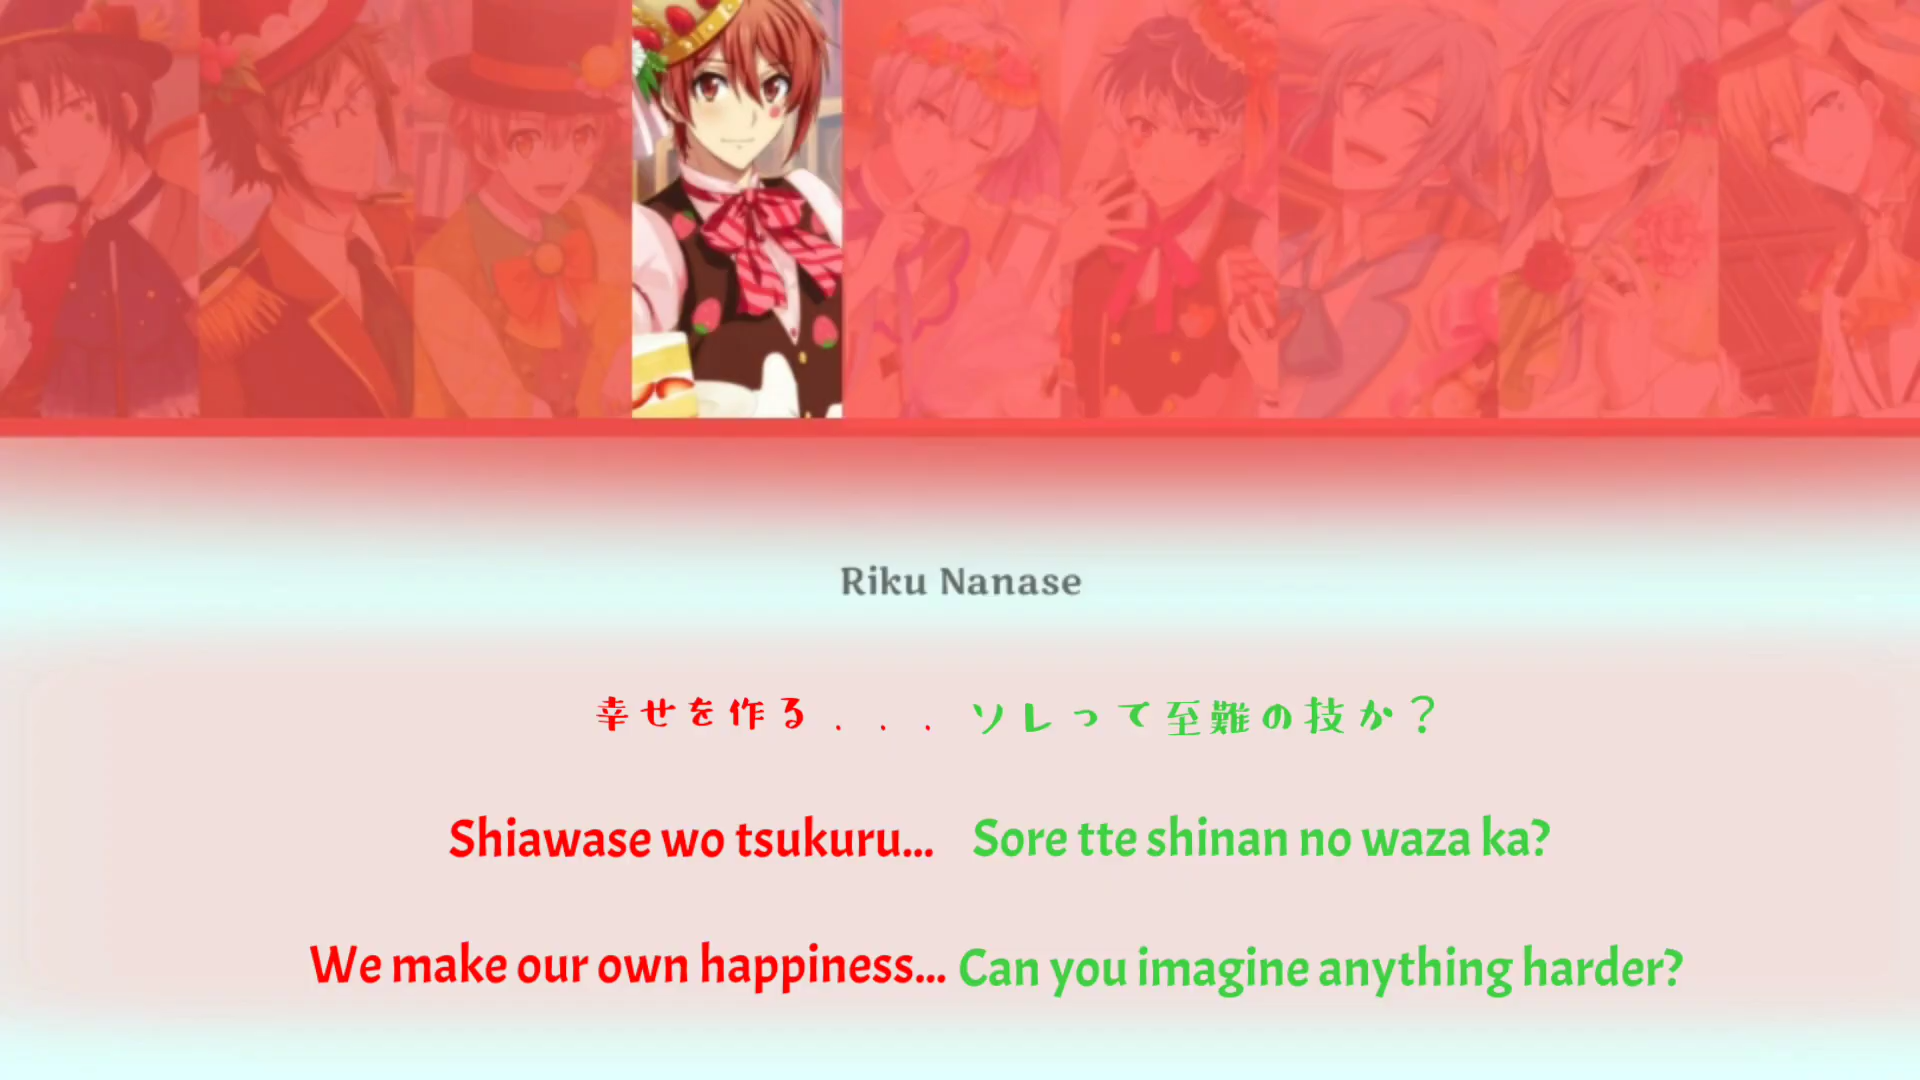 Riku Nanase
幸せを作る... ソレって至難の技か？
Shiawase wo tsukuru... Sore tte shinan no waza ka?
We make our own happiness... Can you imagine anything harder?